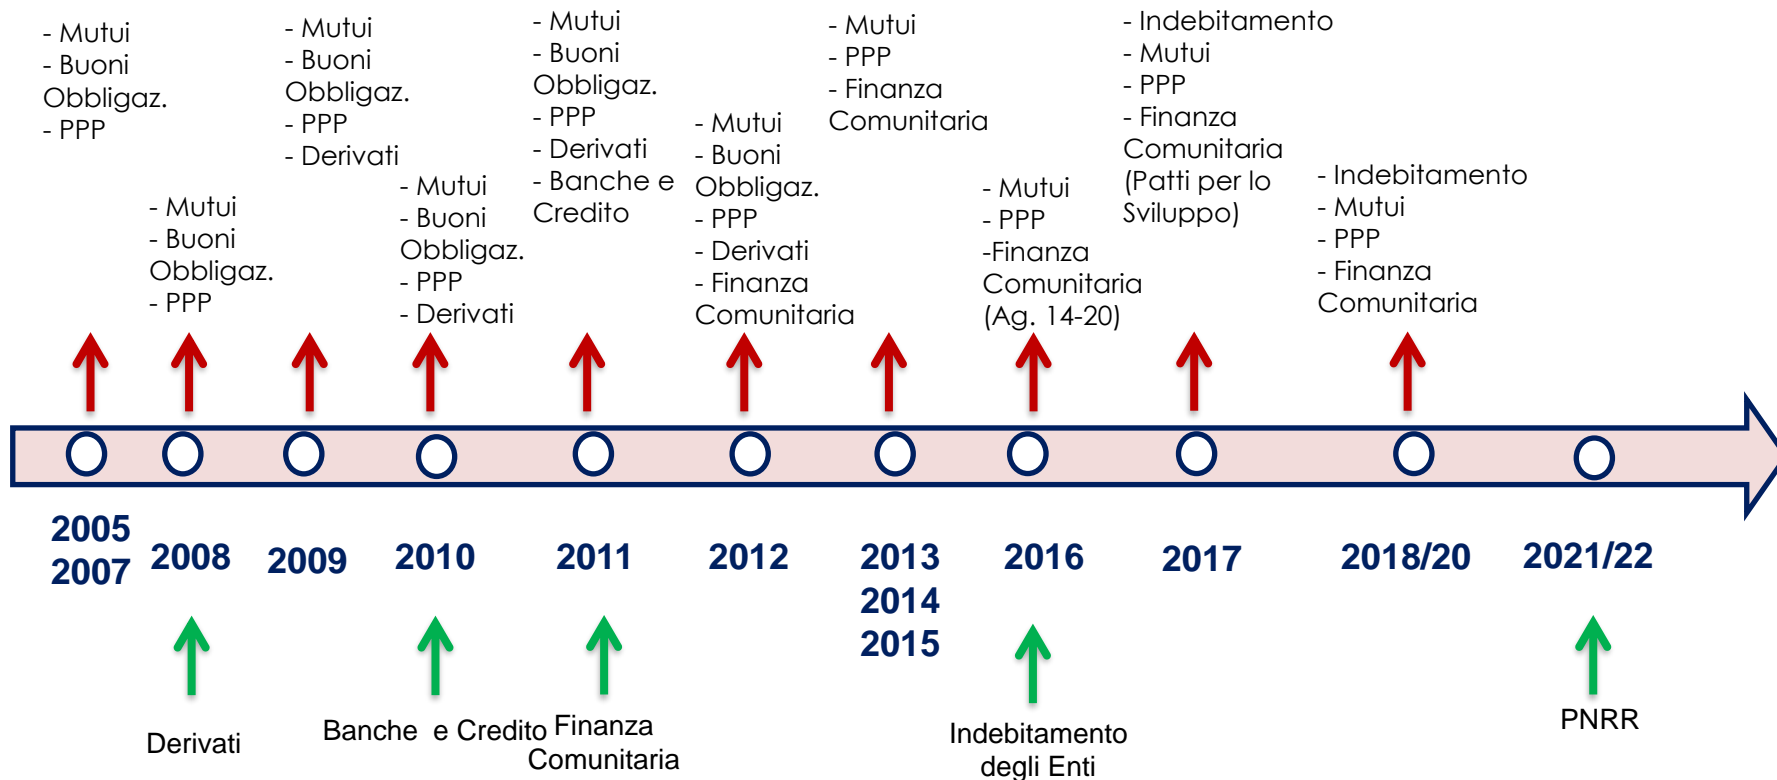 - Mutui
- Buoni
Obbligaz.
- PPP
- Mutui
- Buoni
Obbligaz.
- PPP
- Mutui
- Buoni
Obbligaz.
- PPP
- Derivati
- Mutui
- Buoni
Obbligaz.
- PPP
- Derivati
- Mutui
- Buoni
Obbligaz.
- PPP
- Derivati
- Banche e
Credito
- Mutui
- Buoni
Obbligaz.
- PPP
- Derivati
- Finanza
Comunitaria
- Mutui
- PPP
- Finanza
Comunitaria
- Mutui
- PPP
-Finanza
Comunitaria
(Ag. 14-20)
- Indebitamento
- Mutui
- PPP
- Finanza
Comunitaria
(Patti per lo
Sviluppo)
- Indebitamento
- Mutui
- PPP
- Finanza
Comunitaria
2005
2007
2008
2009
2010
2011
2012
2013
2014
2015
2016
2017
2018/20
2021/22
Derivati
Banche e Credito
Finanza
Comunitaria
Indebitamento
degli Enti
PNRR